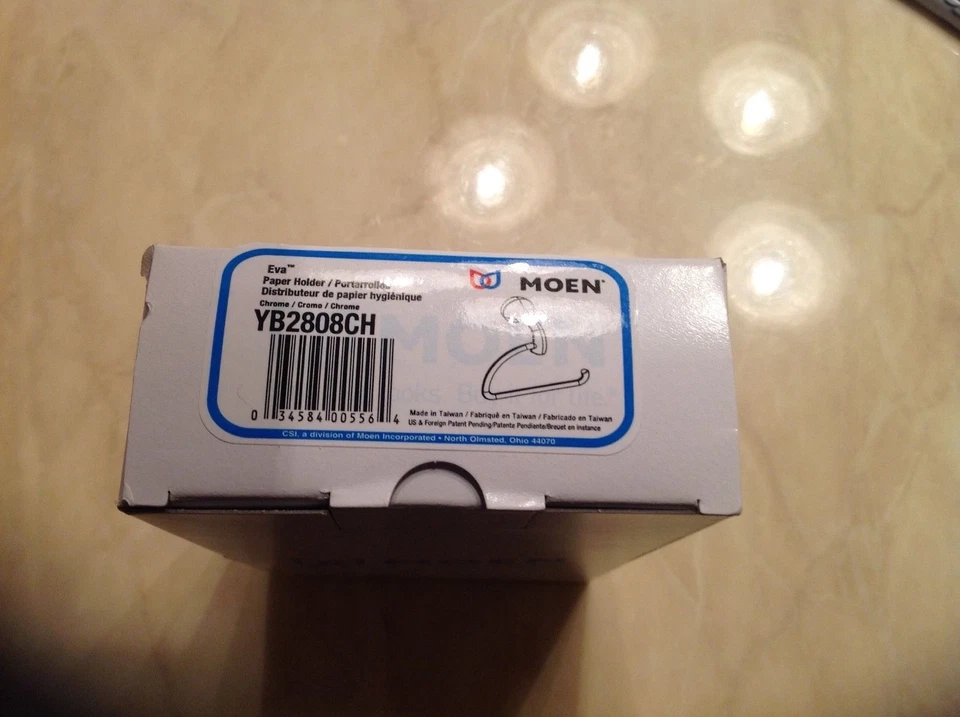 Eva™
MOEN®
Paper Holder / Portarrollos
Distributeur de papier hygiénique
Chrome / Cromo / Chrome
YB2808CH
MOEN
0 34584 00556 4
Made in Taiwan / Fabriqué en Taiwan / Fabricado en Taiwan
US & Foreign Patent Pending/Patente Pendiente/Brevet en instance
CSI, a division of Moen Incorporated • North Olmsted, Ohio 44070